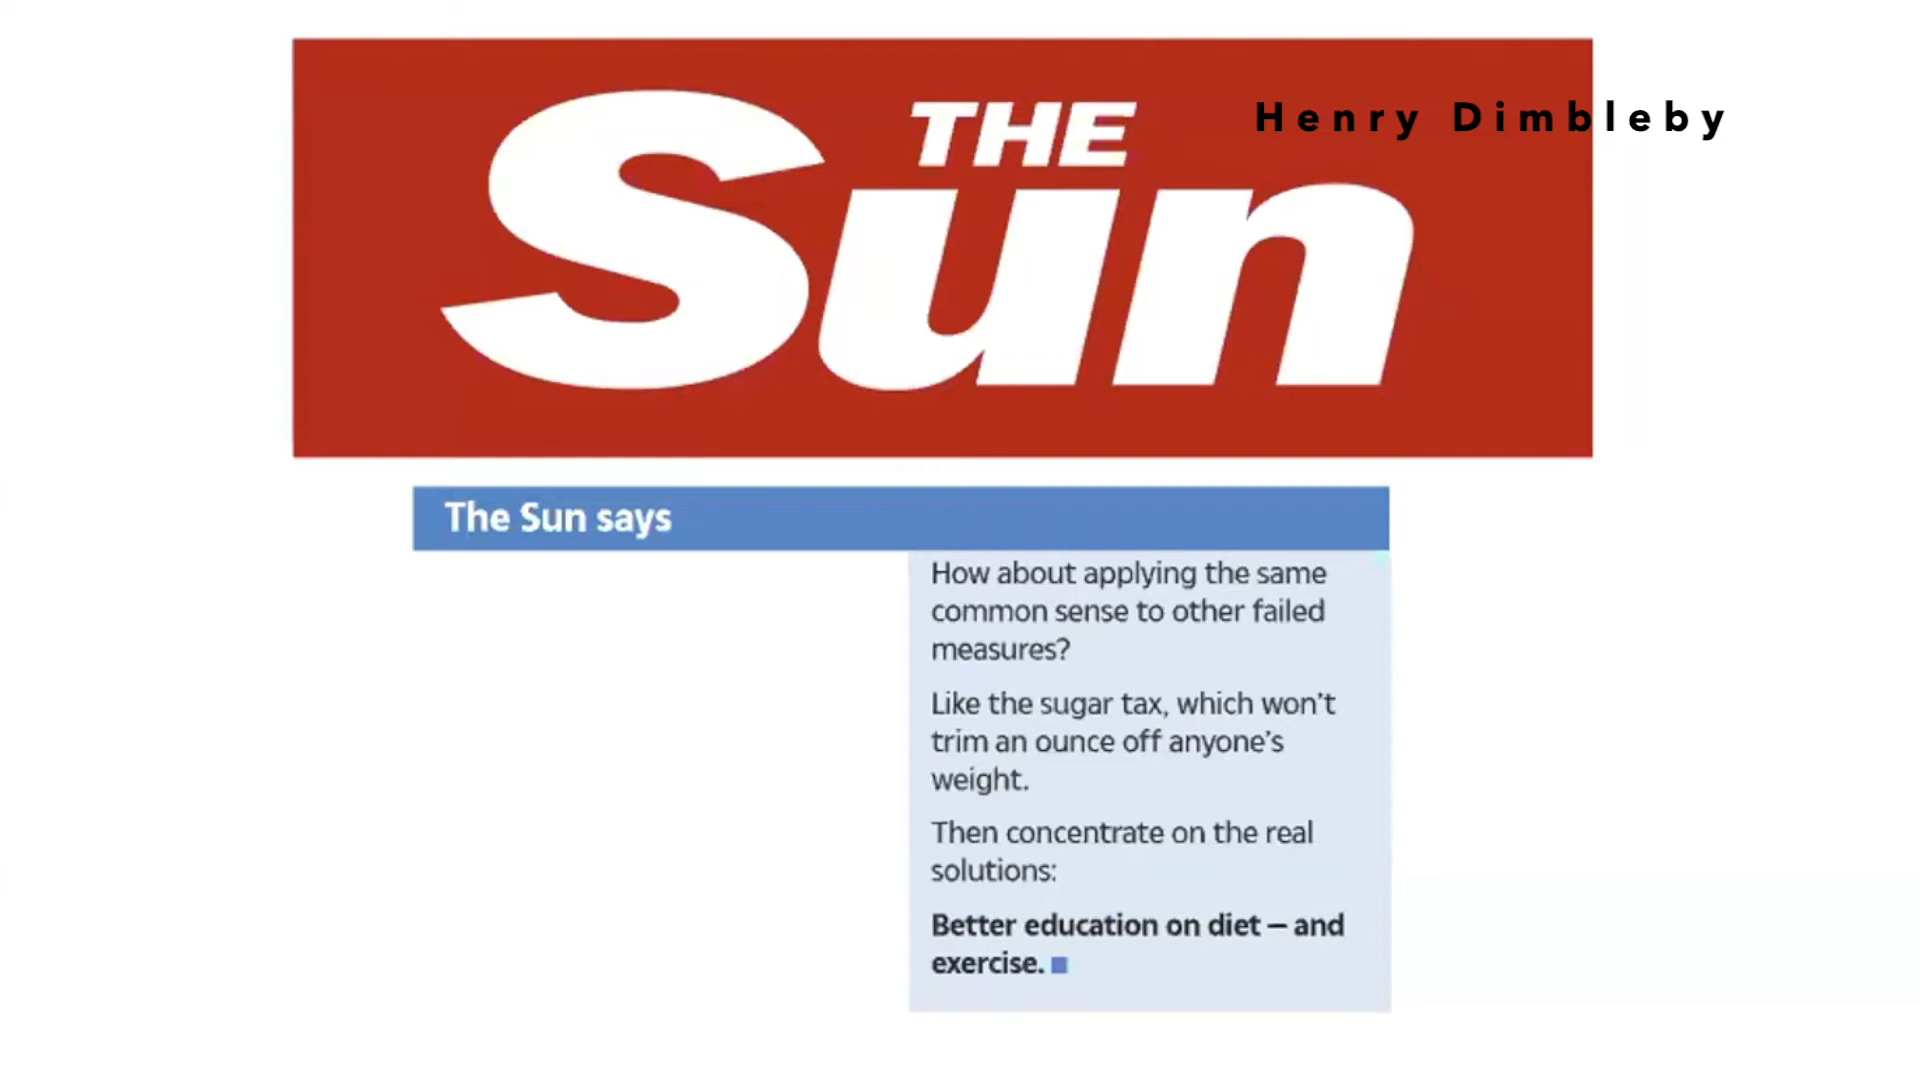 THE
Sun
Henry Dimbleby
The Sun says
How about applying the same
common sense to other failed
measures?
Like the sugar tax, which won't
trim an ounce off anyone's
weight.
Then concentrate on the real
solutions:
Better education on diet – and
exercise.